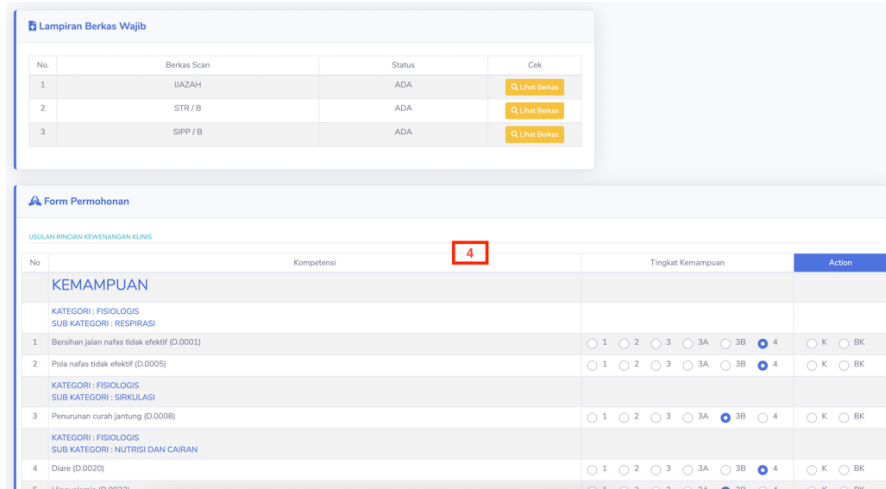 Lampiran Berkas Wajib
No. Berkas Scan Status Cek
1 IJAZAH ADA Lihat Berkas
2 STR / B ADA Lihat Berkas
3 SIPP / B ADA Lihat Berkas
Form Permohonan
USULAN RINCIAN KEWENANGAN KLINIS
4
No Kompetensi Tingkat Kemampuan Action
KEMAMPUAN
KATEGORI : FISIOLOGIS
SUB KATEGORI : RESPIRASI
1 Bersihan jalan nafas tidak efektif (D.0001) 1 2 3 3A 3B 4 K BK
2 Pola nafas tidak efektif (D.0005) 1 2 3 3A 3B 4 K BK
KATEGORI : FISIOLOGIS
SUB KATEGORI : SIRKULASI
3 Penurunan curah jantung (D.0008) 1 2 3 3A 3B 4 K BK
KATEGORI : FISIOLOGIS
SUB KATEGORI : NUTRISI DAN CAIRAN
4 Diare (D.0020) 1 2 3 3A 3B 4 K BK